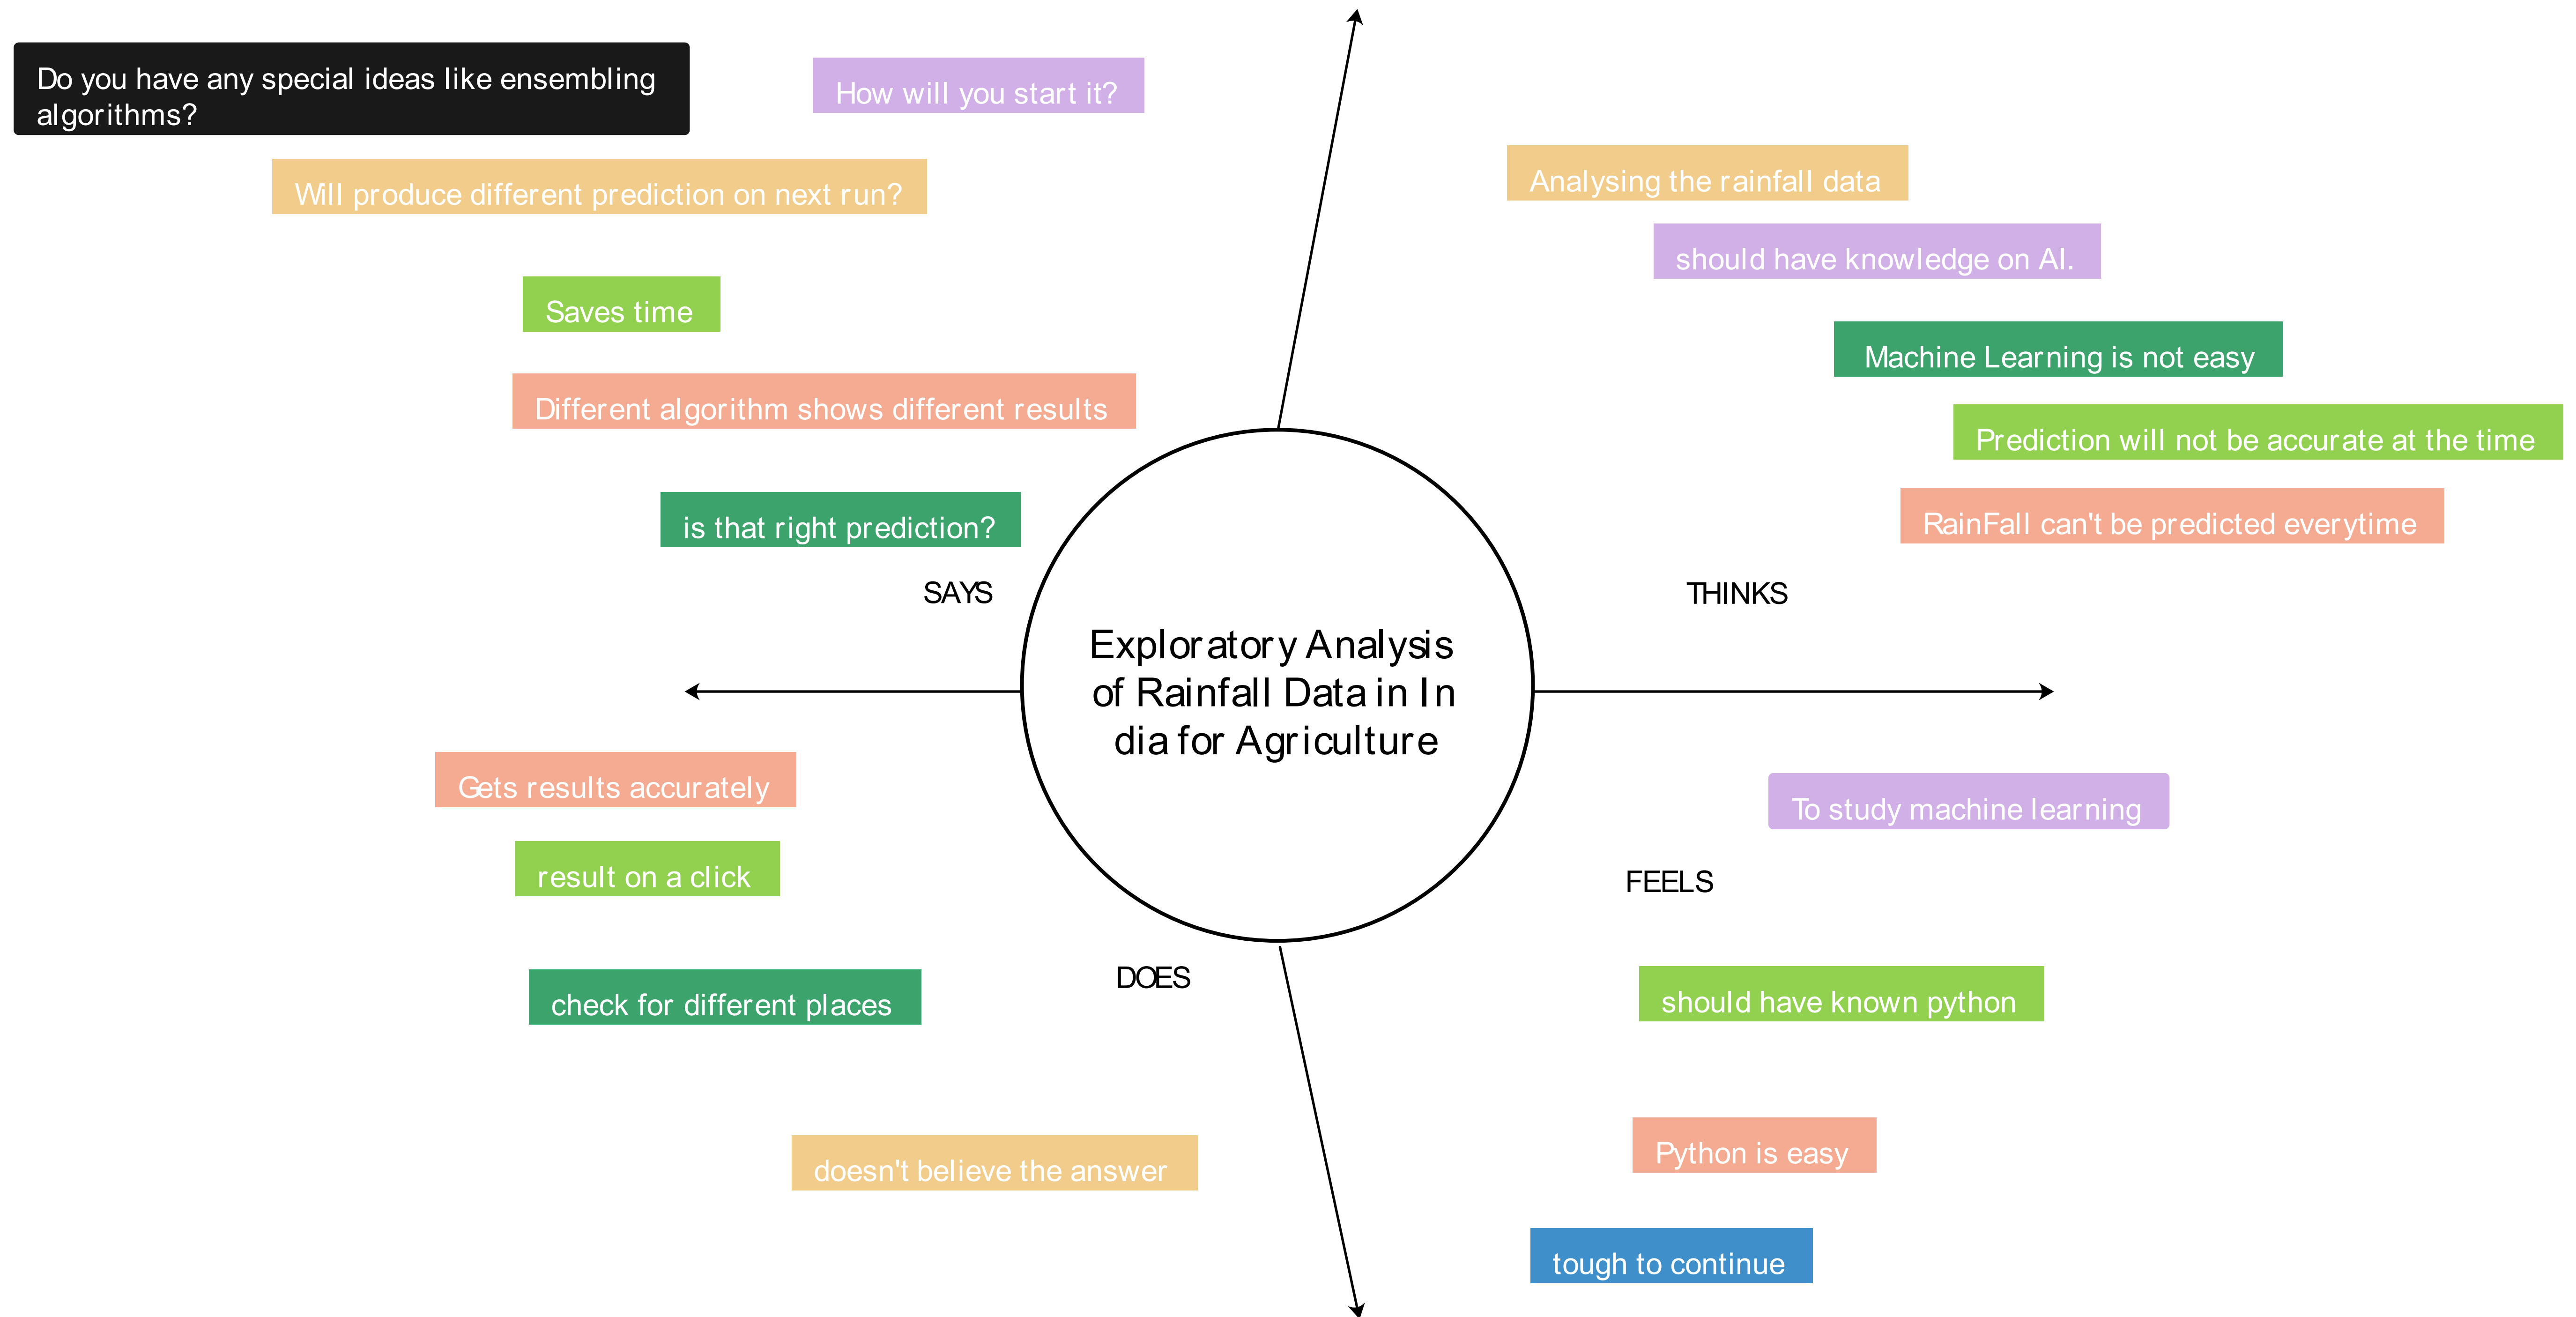 Do you have any special ideas like ensembling
algorithms?
How will you start it?
Will produce different prediction on next run?
Saves time
Different algorithm shows different results
is that right prediction?
SAYS
Analysing the rainfall data
should have knowledge on AI.
Machine Learning is not easy
Prediction will not be accurate at the time
RainFall can't be predicted everytime
THINKS
Exploratory Analysis
of Rainfall Data in In
dia for Agriculture
Gets results accurately
result on a click
check for different places
DOES
doesn't believe the answer
To study machine learning
FEELS
should have known python
Python is easy
tough to continue